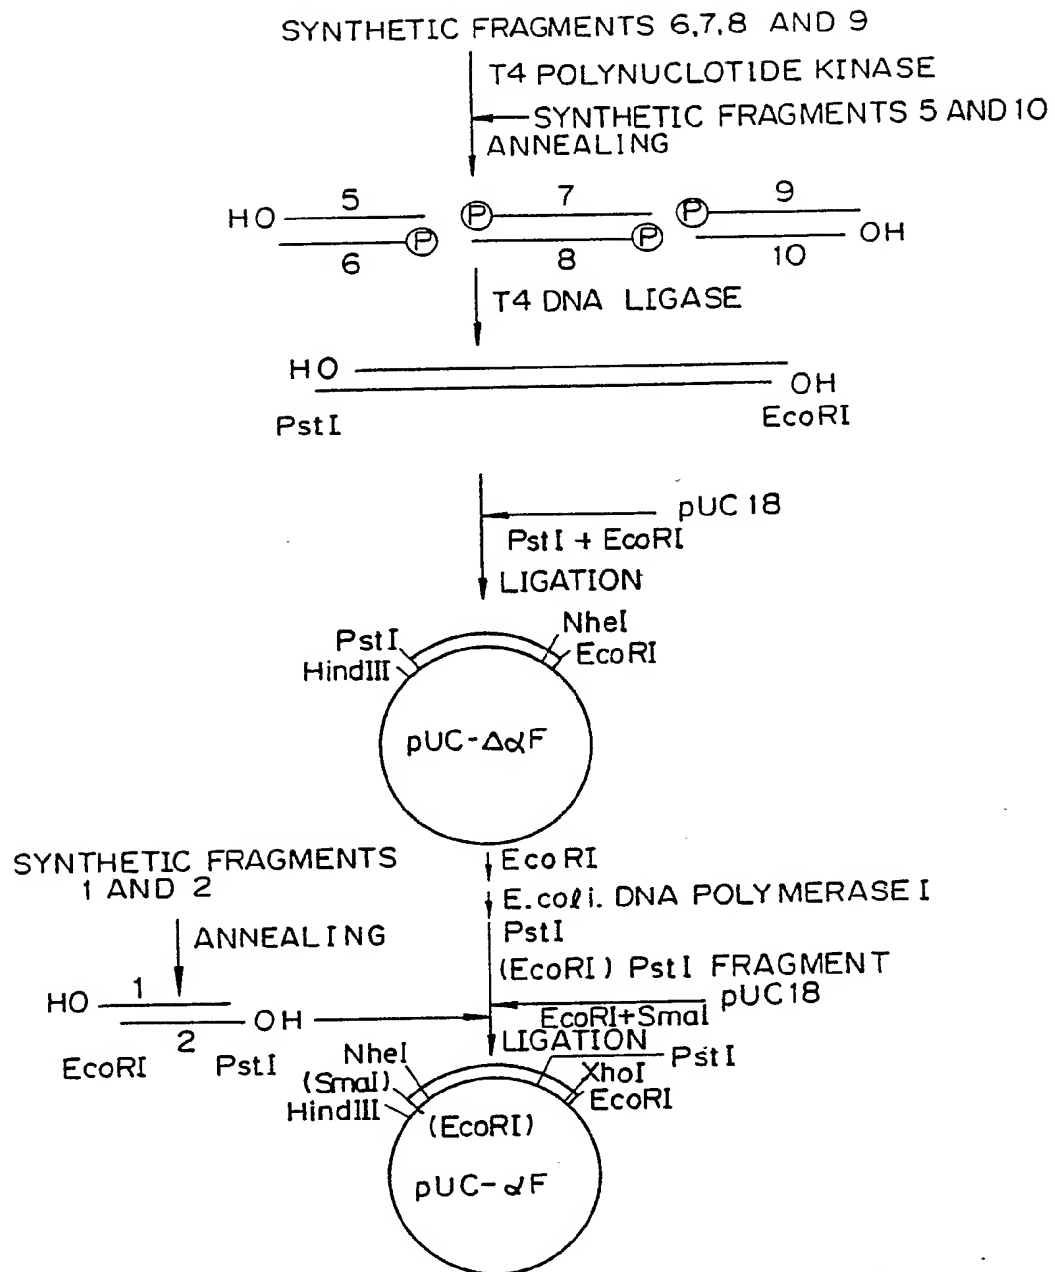 SYNTHETIC FRAGMENTS 6,7,8 AND 9
T4 POLYNUCLOTIDE KINASE
SYNTHETIC FRAGMENTS 5 AND 10
ANNEALING
HO 5 P 7 P 9
6 P 8 P 10 OH
T4 DNA LIGASE
HO
OH
PstI
EcoRI
pUC18
PstI + EcoRI
LIGATION
PstI
HindIII
NheI
EcoRI
pUC-ΔαF
SYNTHETIC FRAGMENTS
1 AND 2
ANNEALING
HO 1
2 OH
EcoRI PstI
EcoRI
E.coli. DNA POLYMERASE I
PstI
(EcoRI) PstI FRAGMENT
pUC18
EcoRI+SmaI
LIGATION
NheI
(SmaI)
HindIII
(EcoRI)
PstI
XhoI
EcoRI
pUC-αF